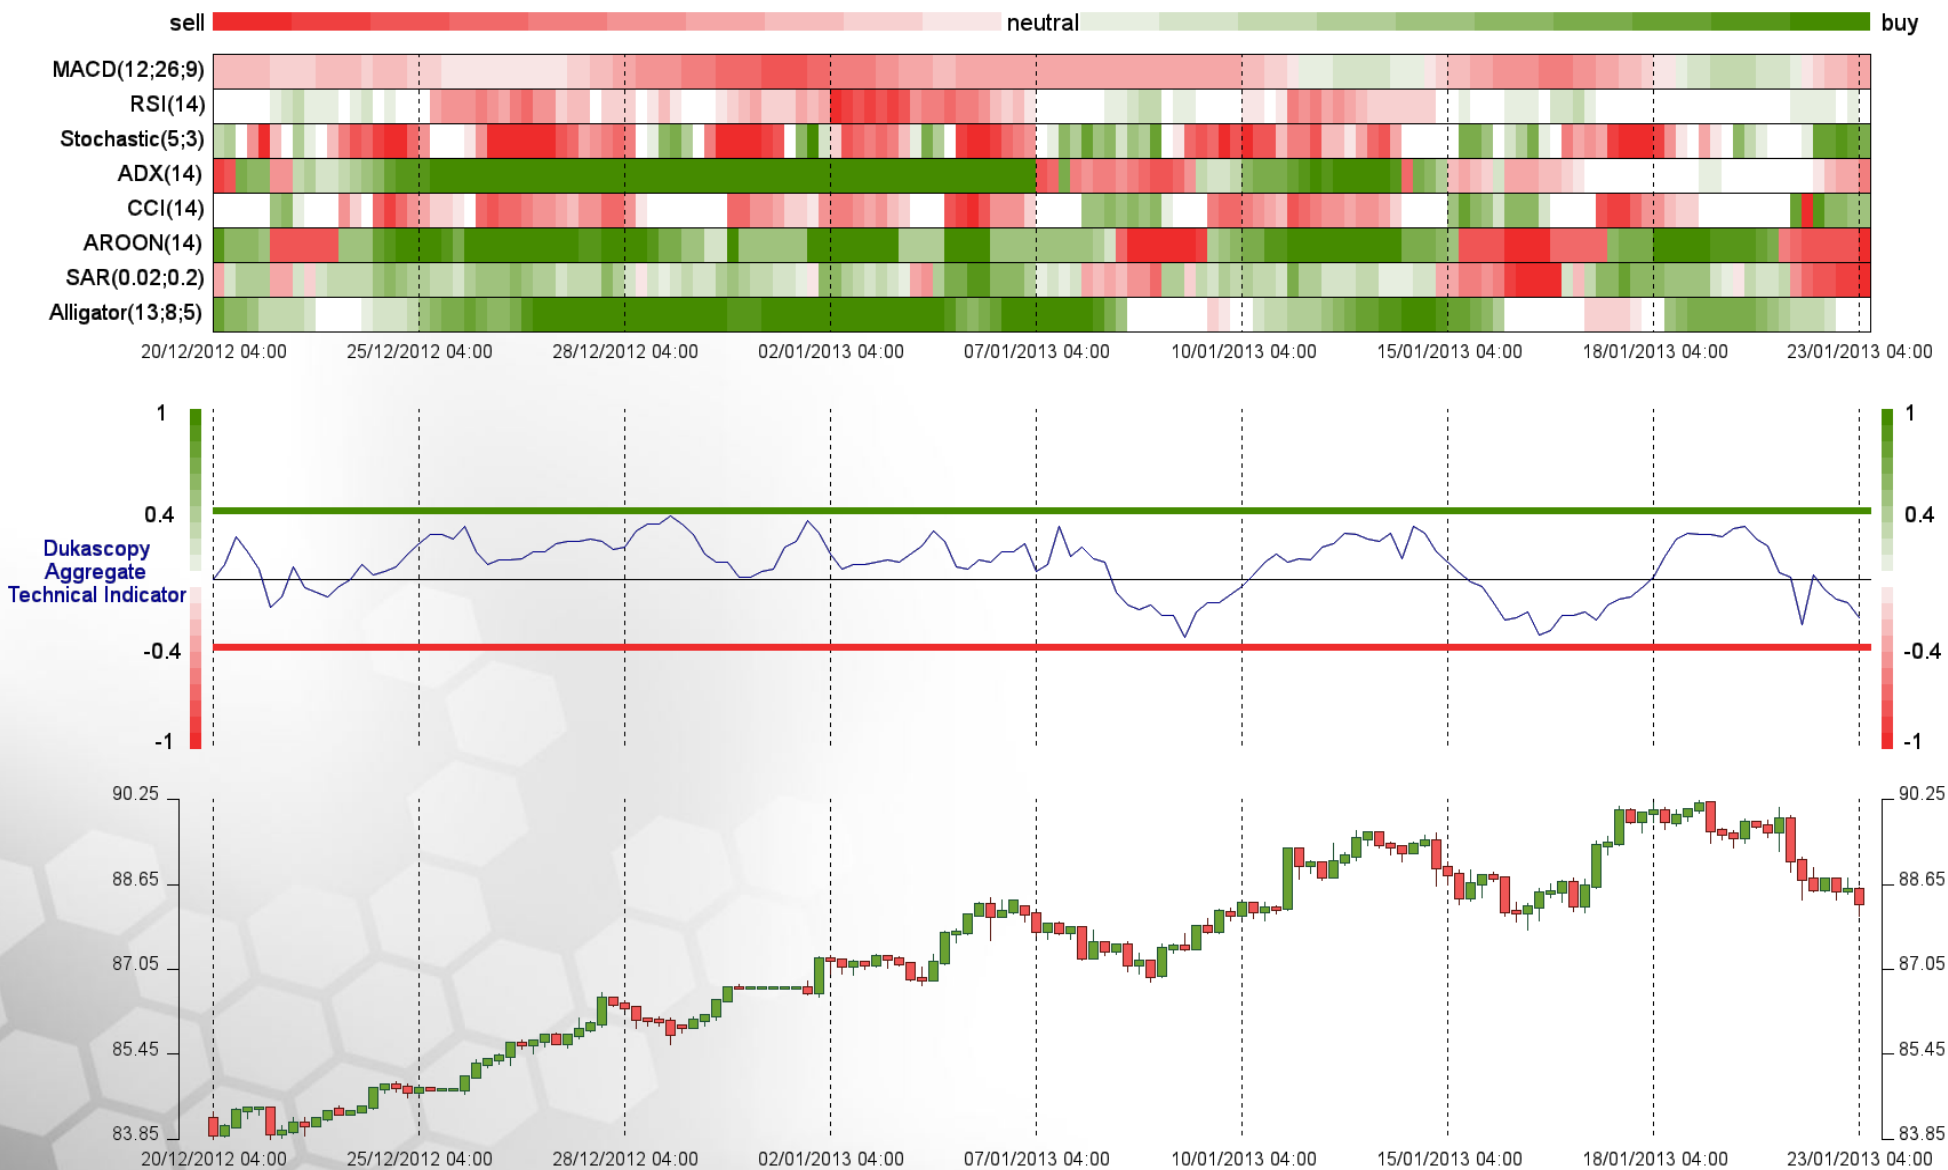 sell neutral buy
MACD(12;26;9)
RSI(14)
Stochastic(5;3)
ADX(14)
CCI(14)
AROON(14)
SAR(0.02;0.2)
Alligator(13;8;5)
20/12/2012 04:00 25/12/2012 04:00 28/12/2012 04:00 02/01/2013 04:00 07/01/2013 04:00 10/01/2013 04:00 15/01/2013 04:00 18/01/2013 04:00 23/01/2013 04:00
1 1
0.4 0.4
Dukascopy
Aggregate
Technical Indicator
-0.4 -0.4
-1 -1
90.25 90.25
88.65 88.65
87.05 87.05
85.45 85.45
83.85 83.85
20/12/2012 04:00 25/12/2012 04:00 28/12/2012 04:00 02/01/2013 04:00 07/01/2013 04:00 10/01/2013 04:00 15/01/2013 04:00 18/01/2013 04:00 23/01/2013 04:00